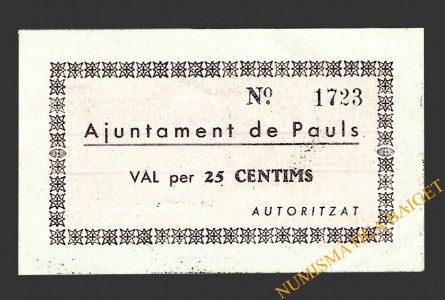 Nº 1723
Ajuntament de Pauls
VAL per 25 CENTIMS
AUTORITZAT
NUMISMATICA BAIGET